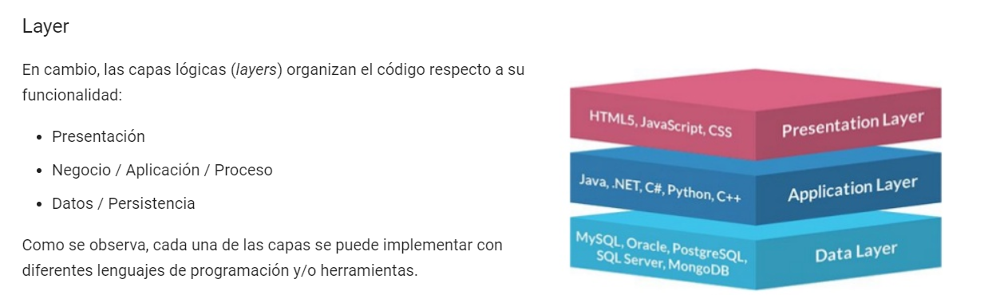 Layer
En cambio, las capas lógicas (layers) organizan el código respecto a su
funcionalidad:
• Presentación
• Negocio / Aplicación / Proceso
• Datos / Persistencia
Como se observa, cada una de las capas se puede implementar con
diferentes lenguajes de programación y/o herramientas.
HTML5, JavaScript, CSS
Presentation Layer
Java, .NET, C#, Python, C++
Application Layer
MySQL, Oracle, PostgreSQL,
SQL Server, MongoDB
Data Layer